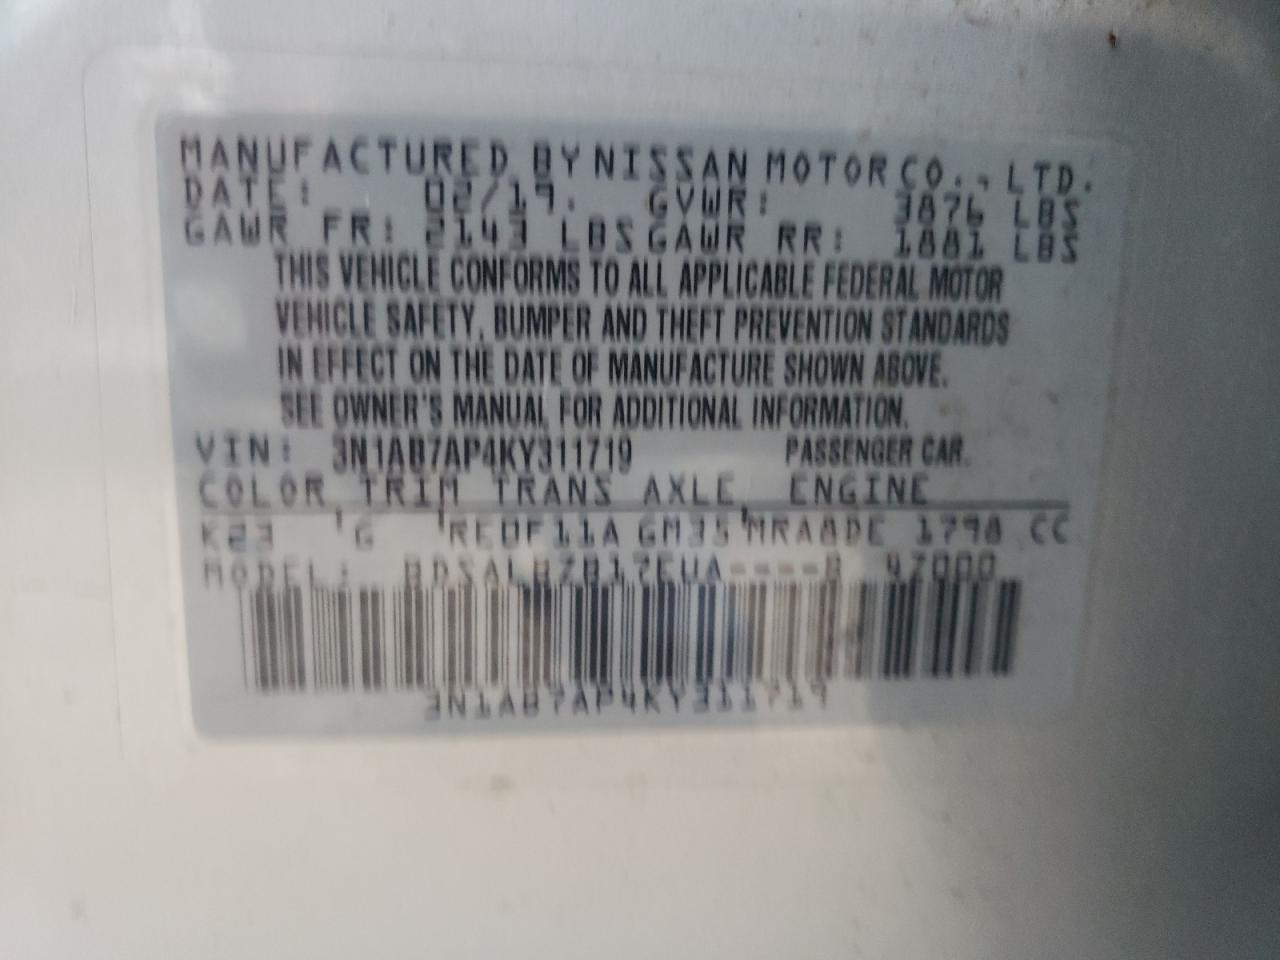 MANUFACTURED BY NISSAN MOTOR CO., LTD.
DATE: 02/19. GVWR: 3876 LBS
GAWR FR: 2143 LBS GAWR RR: 1881 LBS
THIS VEHICLE CONFORMS TO ALL APPLICABLE FEDERAL MOTOR
VEHICLE SAFETY, BUMPER AND THEFT PREVENTION STANDARDS
IN EFFECT ON THE DATE OF MANUFACTURE SHOWN ABOVE.
SEE OWNER'S MANUAL FOR ADDITIONAL INFORMATION.
VIN: 3N1AB7AP4KY311719 PASSENGER CAR.
COLOR TRIM TRANS AXLE ENGINE
K23 G RE0F11A GM35 MRA8DE 1798 CC
MODEL:
3N1AB7AP4KY311719